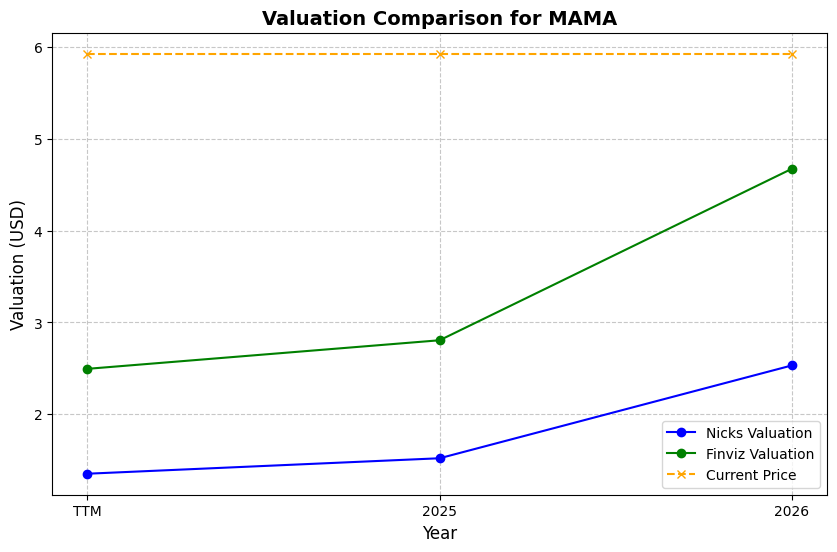 Valuation Comparison for MAMA
6
5
4
3
2
Valuation (USD)
TTM
2025
2026
Year
Nicks Valuation
Finviz Valuation
Current Price